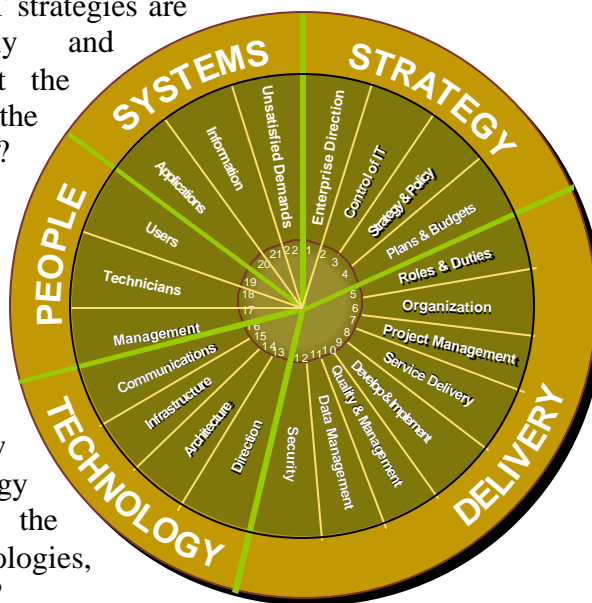 strategies are
and
the
the
?
gy
the
ologies,
SYSTEMS
STRATEGY
DELIVERY
TECHNOLOGY
PEOPLE
Enterprise Direction
Control of IT
Strategy & Policy
Plans & Budgets
Roles & Duties
Organization
Project Management
Service Delivery
Develop & Implement
Quality & Management
Data Management
Security
Direction
Architecture
Infrastructure
Communications
Management
Technicians
Users
Applications
Information
Unsatisfied Demands
1
2
3
4
5
6
7
8
9
10
11
12
13
14
15
16
17
18
19
20
21
22